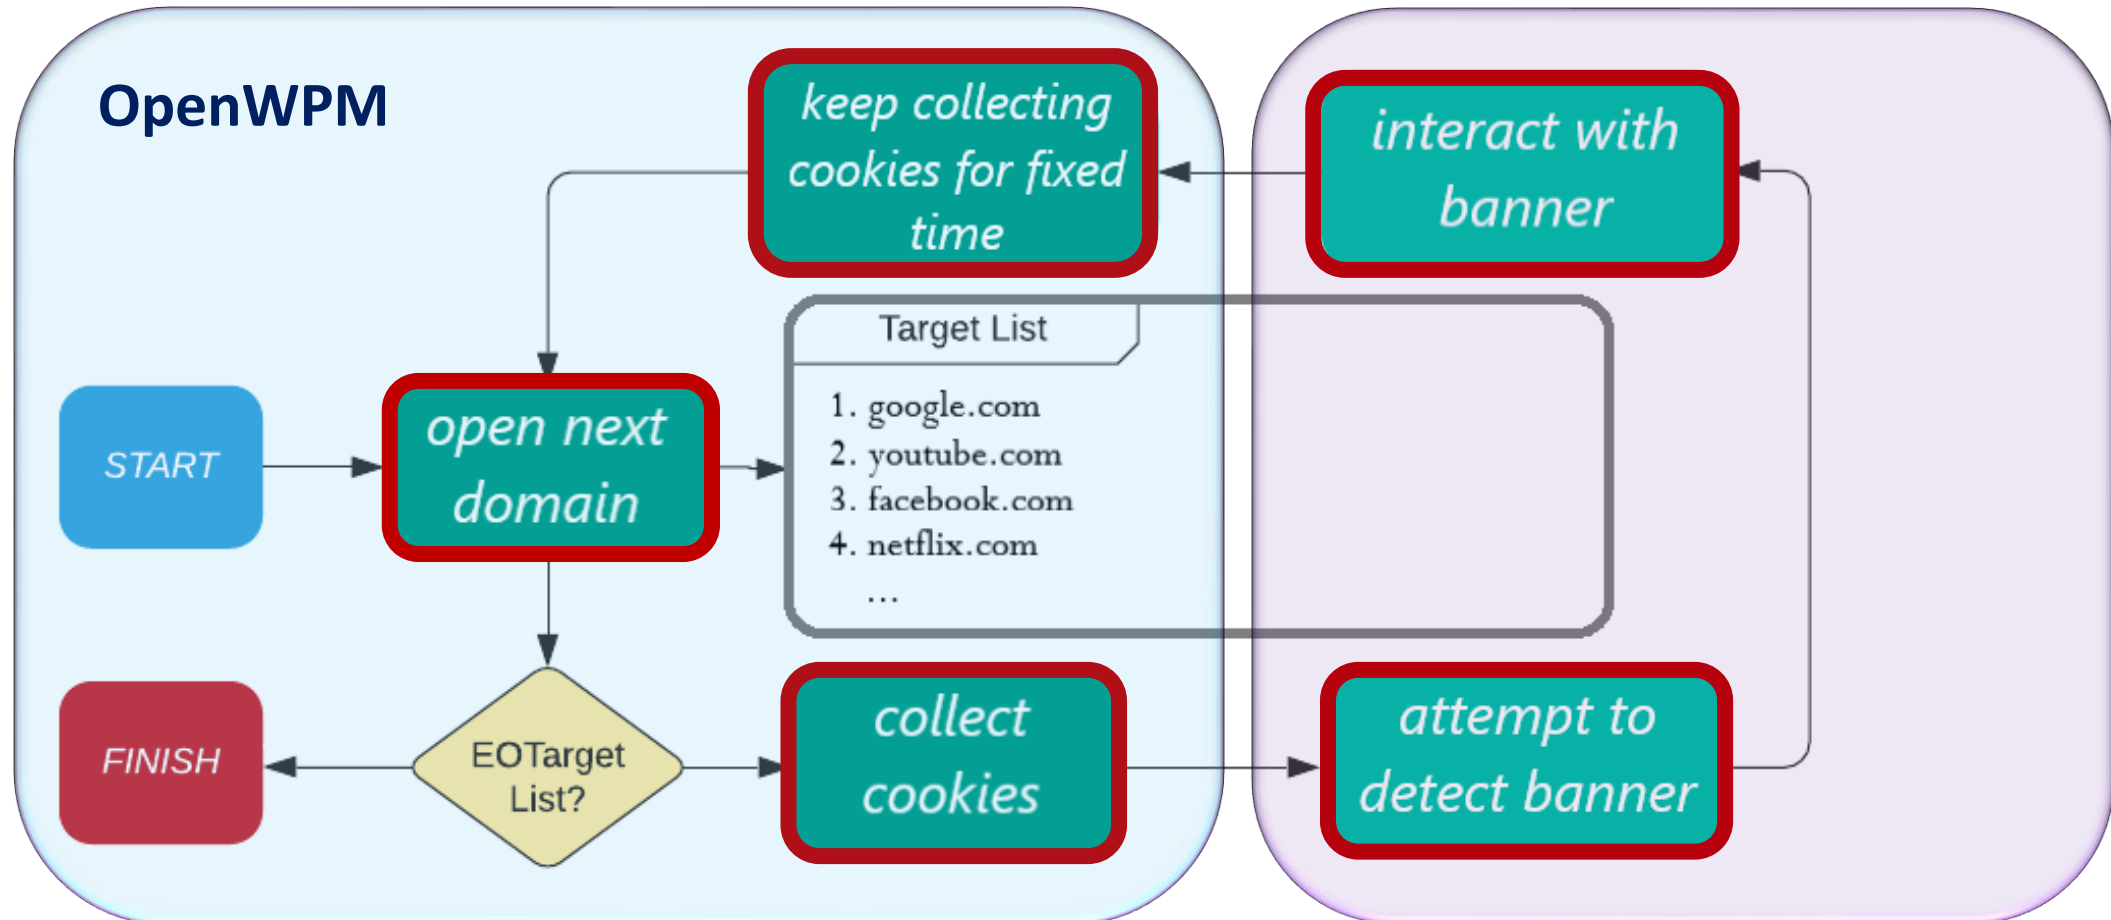 OpenWPM
keep collecting
cookies for fixed
time
interact with
banner
Target List
1. google.com
2. youtube.com
3. facebook.com
4. netflix.com
...
START
open next
domain
FINISH
EOTarget
List?
collect
cookies
attempt to
detect banner